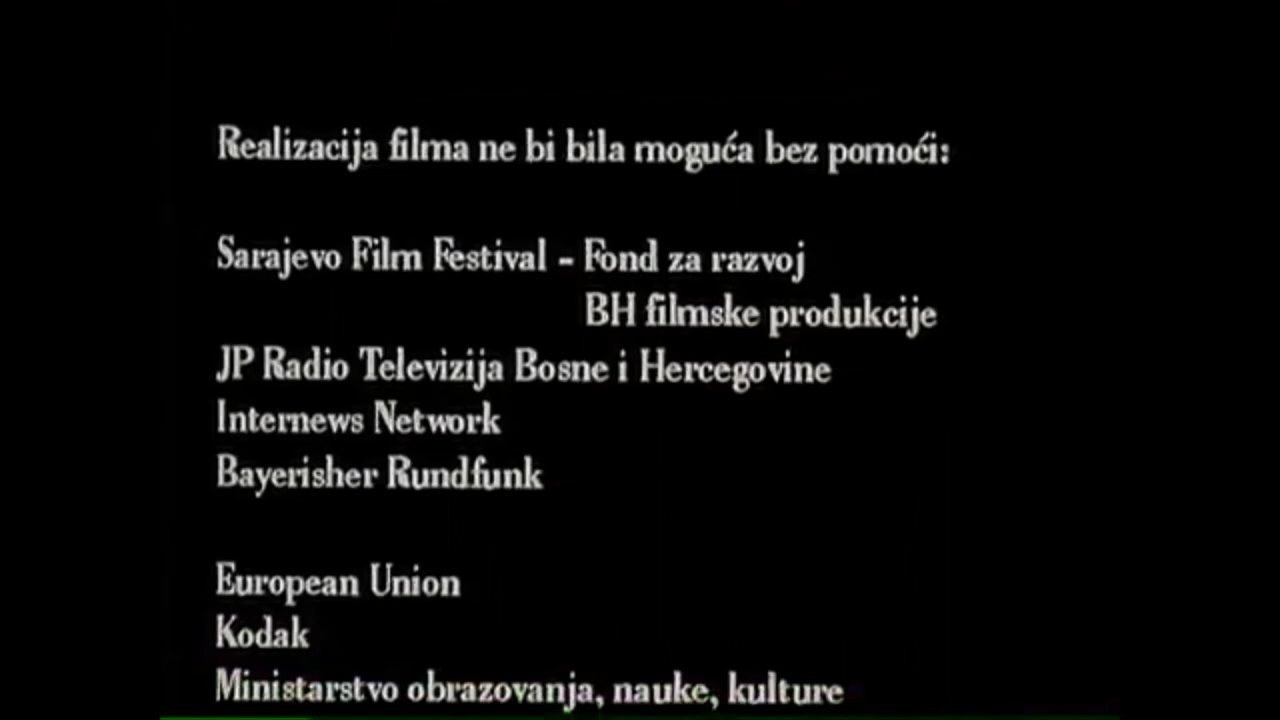 Realizacija filma ne bi bila moguća bez pomoći:
Sarajevo Film Festival - Fond za razvoj
BH filmske produkcije
JP Radio Televizija Bosne i Hercegovine
Internews Network
Bayerisher Rundfunk
European Union
Kodak
Ministarstvo obrazovanja, nauke, kulture